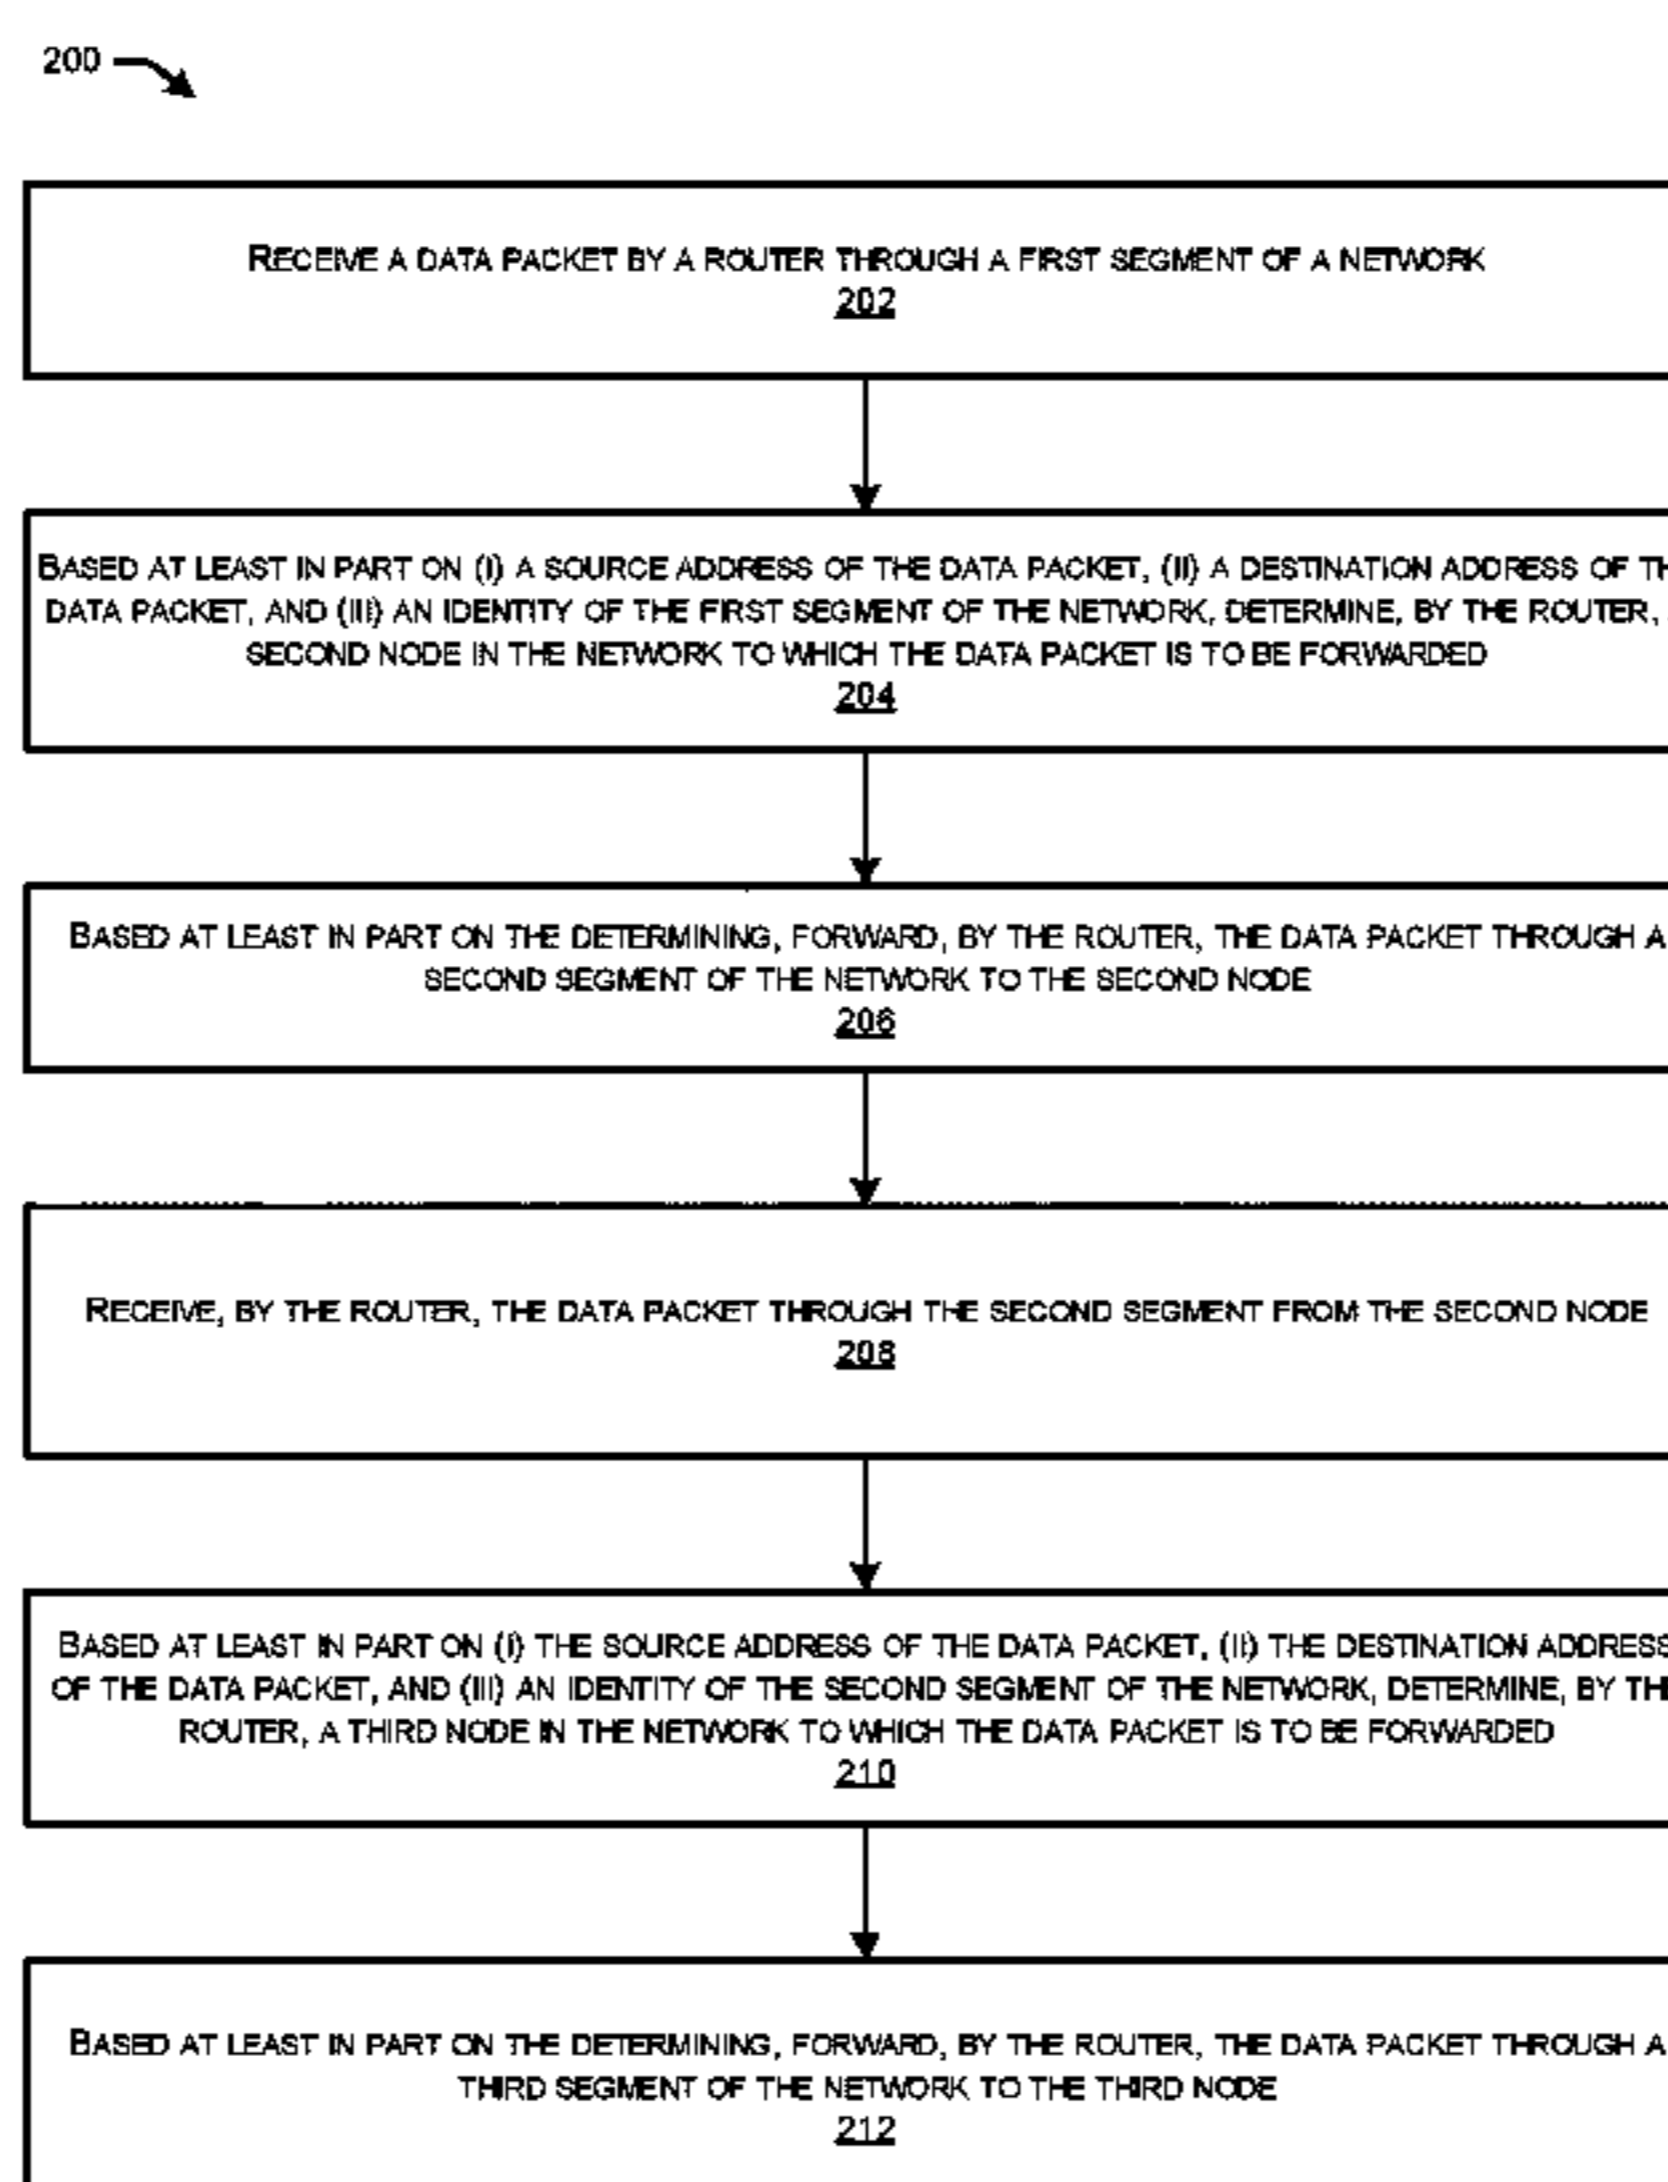 200
RECEIVE A DATA PACKET BY A ROUTER THROUGH A FIRST SEGMENT OF A NETWORK
202
BASED AT LEAST IN PART ON (I) A SOURCE ADDRESS OF THE DATA PACKET, (II) A DESTINATION ADDRESS OF
DATA PACKET, AND (III) AN IDENTITY OF THE FIRST SEGMENT OF THE NETWORK, DETERMINE, BY THE ROUTER,
SECOND NODE IN THE NETWORK TO WHICH THE DATA PACKET IS TO BE FORWARDED
204
BASED AT LEAST IN PART ON THE DETERMINING, FORWARD, BY THE ROUTER, THE DATA PACKET THROUGH A
SECOND SEGMENT OF THE NETWORK TO THE SECOND NODE
206
RECEIVE, BY THE ROUTER, THE DATA PACKET THROUGH THE SECOND SEGMENT FROM THE SECOND NODE
208
BASED AT LEAST IN PART ON (I) THE SOURCE ADDRESS OF THE DATA PACKET, (II) THE DESTINATION ADDRESS
OF THE DATA PACKET, AND (III) AN IDENTITY OF THE SECOND SEGMENT OF THE NETWORK, DETERMINE, BY THE
ROUTER, A THIRD NODE IN THE NETWORK TO WHICH THE DATA PACKET IS TO BE FORWARDED
210
BASED AT LEAST IN PART ON THE DETERMINING, FORWARD, BY THE ROUTER, THE DATA PACKET THROUGH A
THIRD SEGMENT OF THE NETWORK TO THE THIRD NODE
212